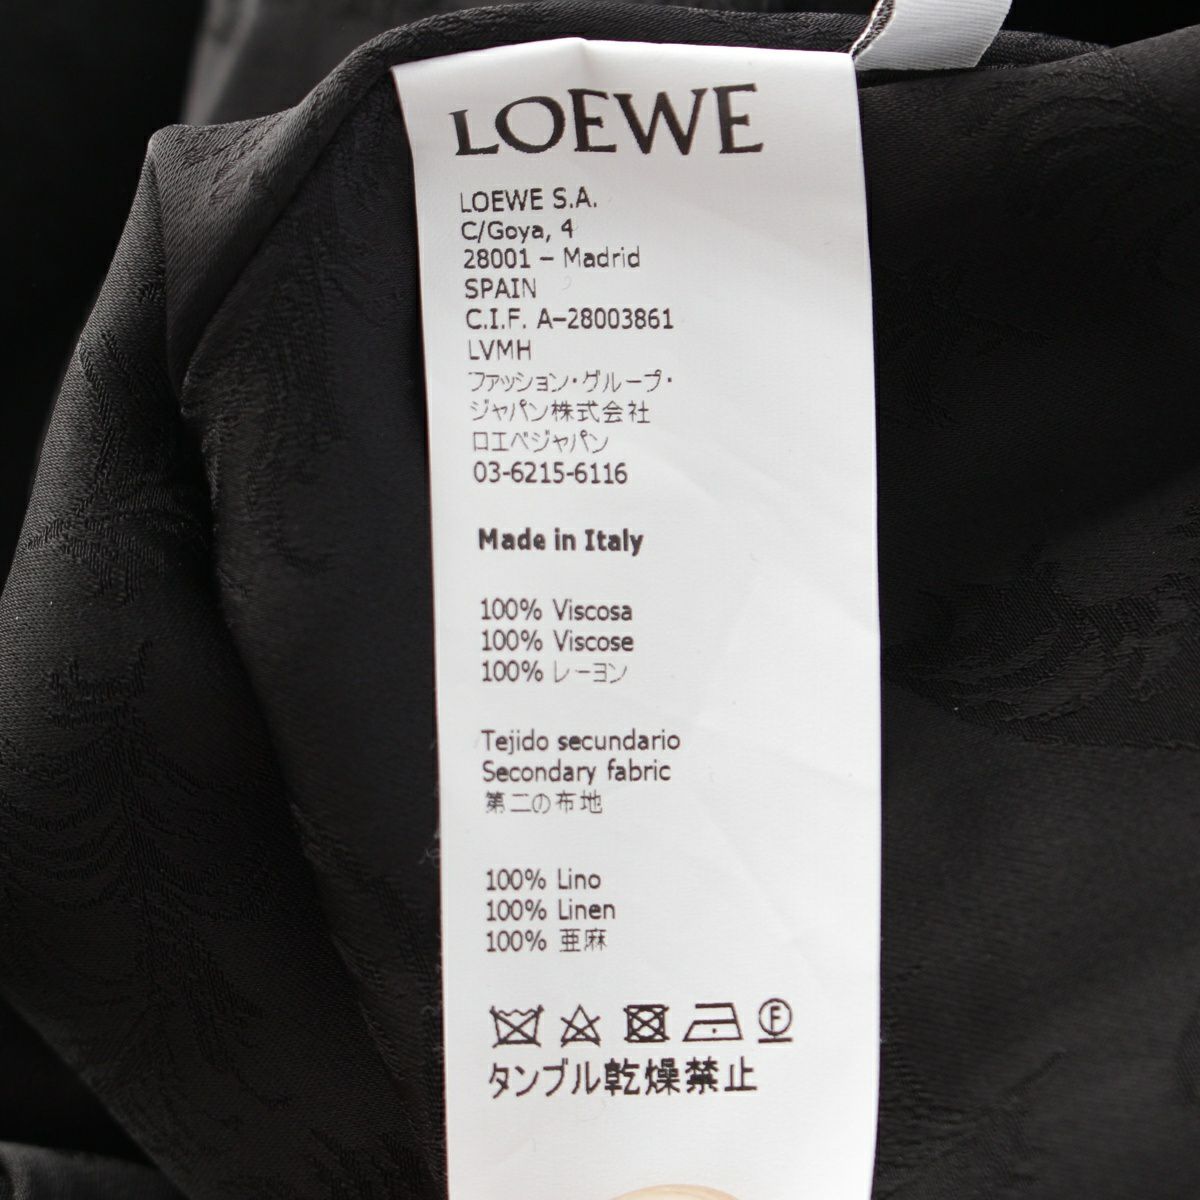 LOEWE
LOEWE S.A.
C/Goya, 4
28001 – Madrid
SPAIN
C.I.F. A–28003861
LVMH
ファッション・グループ・
ジャパン株式会社
ロエベジャパン
03-6215-6116
Made in Italy
100% Viscosa
100% Viscose
100% レーヨン
Tejido secundario
Secondary fabric
第二の布地
100% Lino
100% Linen
100% 亜麻
F
タンブル乾燥禁止